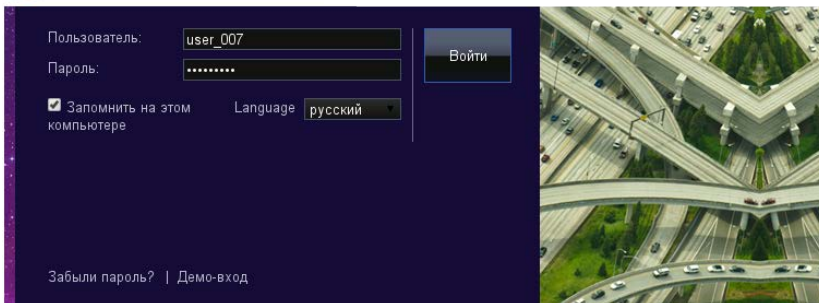 Пользователь: user_007
Войти
Пароль: •••••••••
Запомнить на этом
компьютере
Language русский
Забыли пароль? | Демо-вход